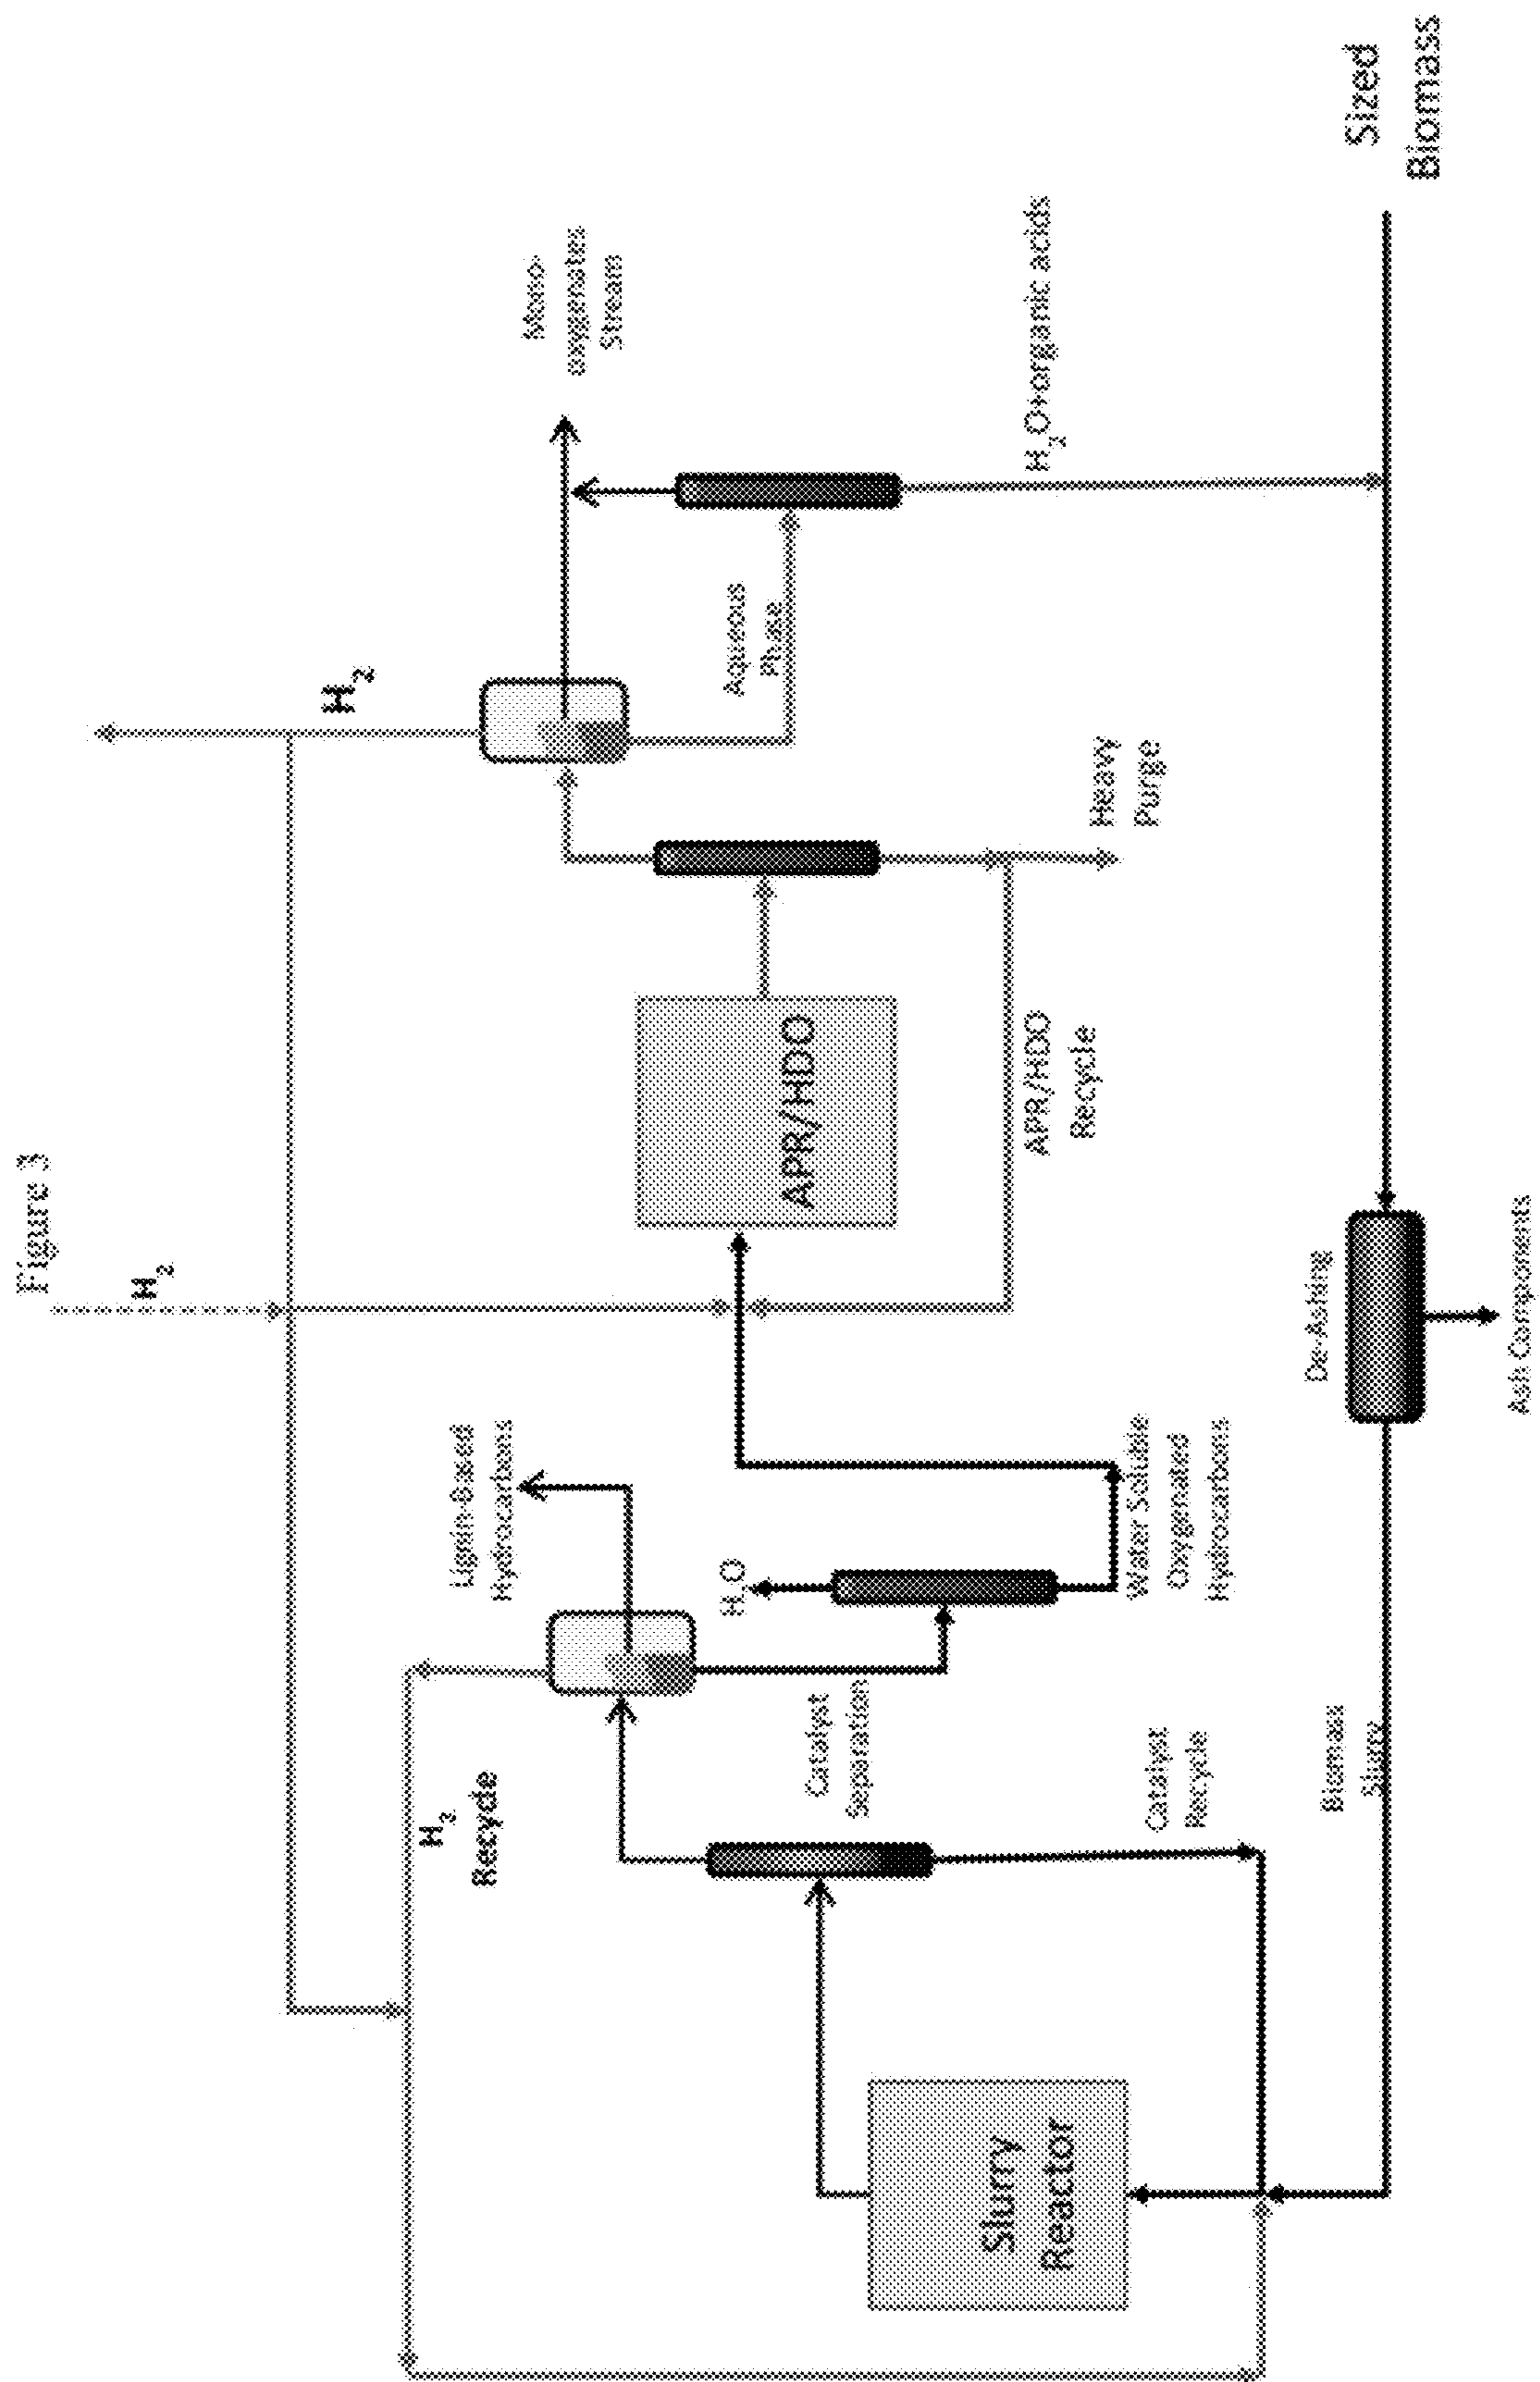 Figure 3
H2
H2
H2
Recycle
Lignin-Based
Hydrocarbons
Mono-
oxygenates
Stream
H2O
APR/HDO
Aqueous
Phase
Catalyst
Separation
Slurry
Reactor
Catalyst
Recycle
Water Soluble
Oxygenated
Hydrocarbons
APR/HDO
Recycle
Heavy
Purge
H2O+organic acids
Biomass
Slurry
De-Ashing
Ash Components
Sized
Biomass